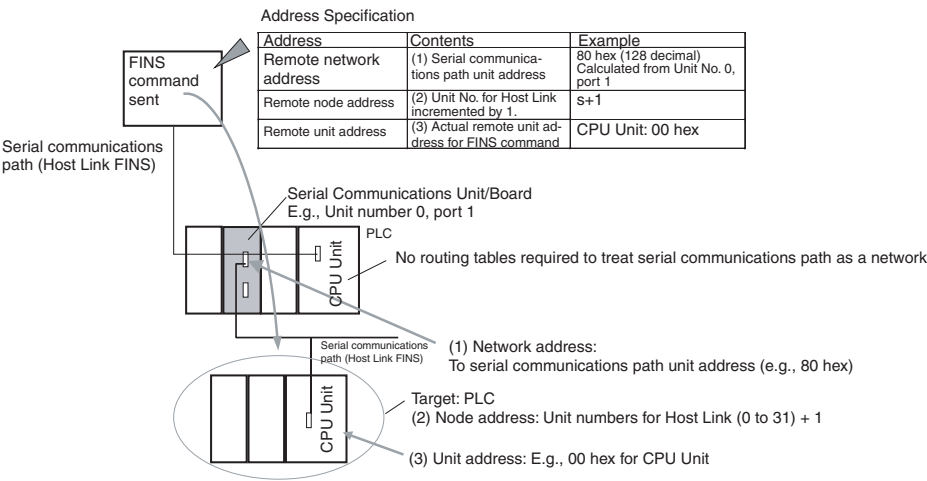 Address Specification
Address Contents Example
Remote network address (1) Serial communica-tions path unit address 80 hex (128 decimal) Calculated from Unit No. 0, port 1
Remote node address (2) Unit No. for Host Link incremented by 1. s+1
Remote unit address (3) Actual remote unit ad-dress for FINS command CPU Unit: 00 hex
FINS
command
sent
Serial communications
path (Host Link FINS)
Serial Communications Unit/Board
E.g., Unit number 0, port 1
PLC
CPU Unit
No routing tables required to treat serial communications path as a network
Serial communications
path (Host Link FINS)
(1) Network address:
To serial communications path unit address (e.g., 80 hex)
CPU Unit
Target: PLC
(2) Node address: Unit numbers for Host Link (0 to 31) + 1
(3) Unit address: E.g., 00 hex for CPU Unit